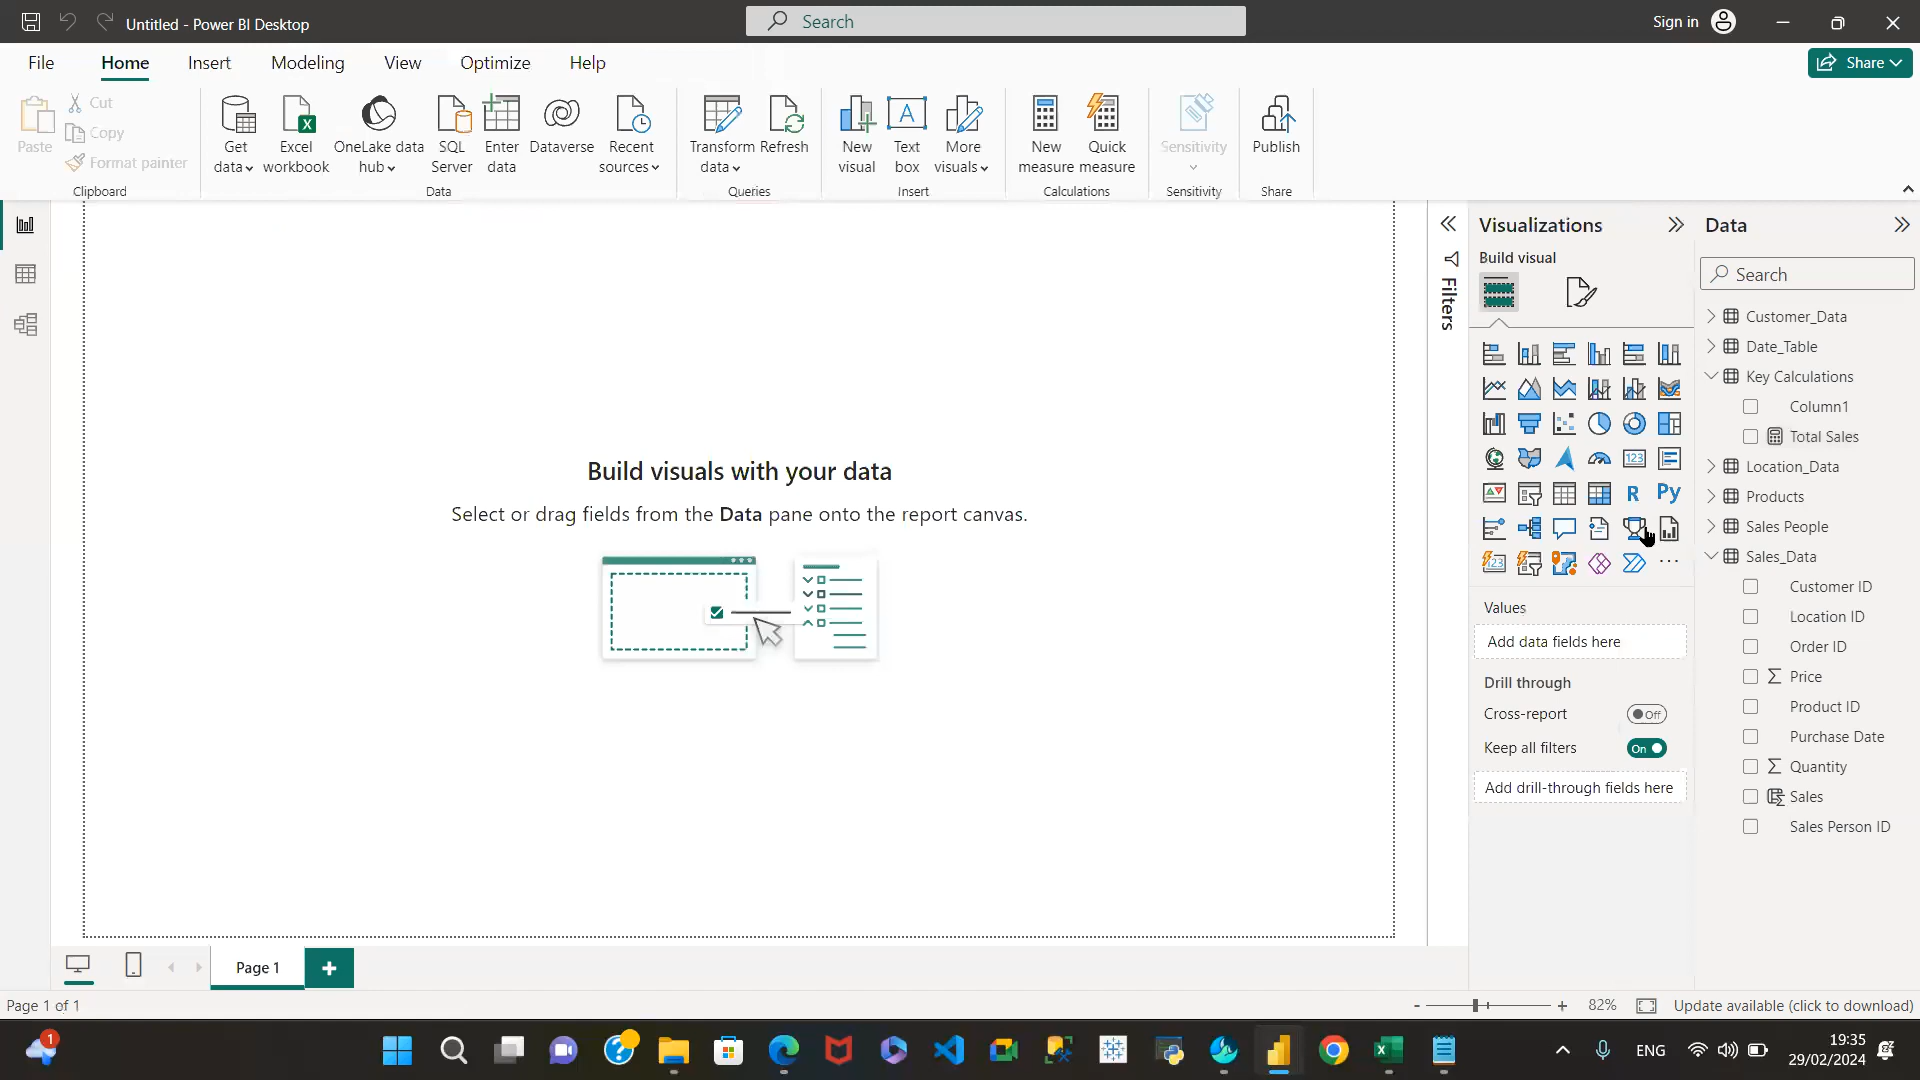 Untitled - Power BI Desktop
Search
Sign in
File Home Insert Modeling View Optimize Help
Share
Paste
Cut
Copy
Format painter
Clipboard
Get data
Excel workbook
OneLake data hub
SQL Server
Enter data
Dataverse
Recent sources
Data
Transform data
Refresh
Queries
New visual
Text box
More visuals
Insert
New measure
Quick measure
Calculations
Sensitivity
Sensitivity
Publish
Share
Build visuals with your data
Select or drag fields from the Data pane onto the report canvas.
Filters
Visualizations
Build visual
123
R
Py
123
Values
Add data fields here
Drill through
Cross-report
Off
Keep all filters
On
Add drill-through fields here
Data
Search
Customer_Data
Date_Table
Key Calculations
Column1
Total Sales
Location_Data
Products
Sales People
Sales_Data
Customer ID
Location ID
Order ID
Price
Product ID
Purchase Date
Quantity
Sales
Sales Person ID
Page 1
Page 1 of 1
- + 82%
Update available (click to download)
1
ENG
19:35
29/02/2024